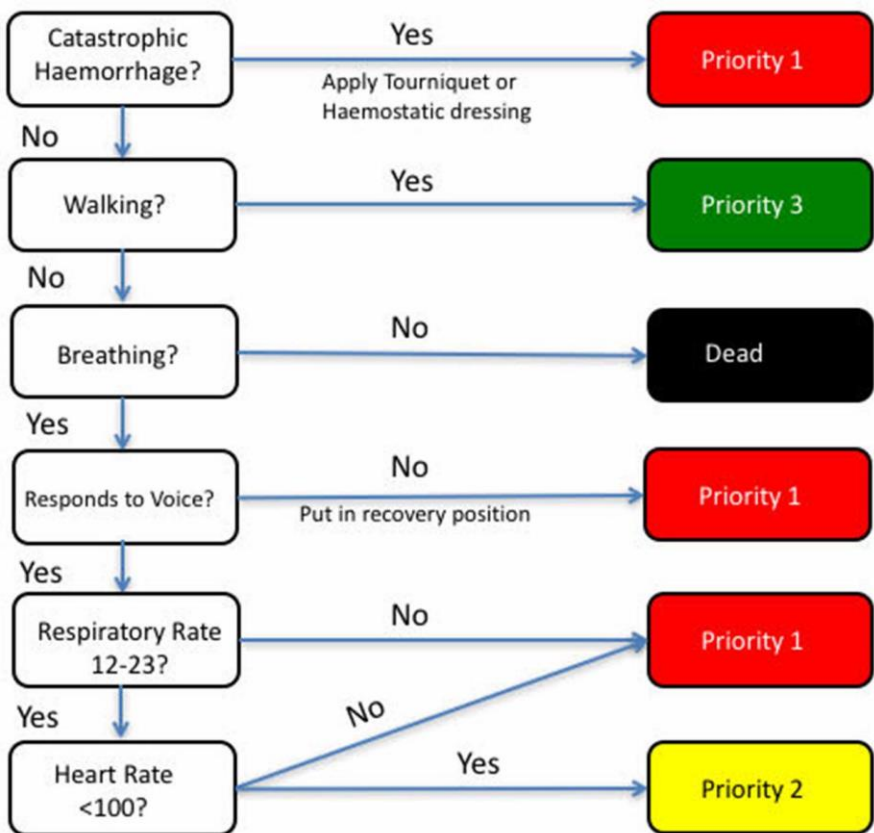 Catastrophic
Haemorrhage?
Yes
Apply Tourniquet or
Haemostatic dressing
Priority 1
No
Walking?
Yes
Priority 3
No
Breathing?
No
Dead
Yes
Responds to Voice?
No
Put in recovery position
Priority 1
Yes
Respiratory Rate
12-23?
No
Priority 1
Yes
No
Heart Rate
<100?
Yes
Priority 2